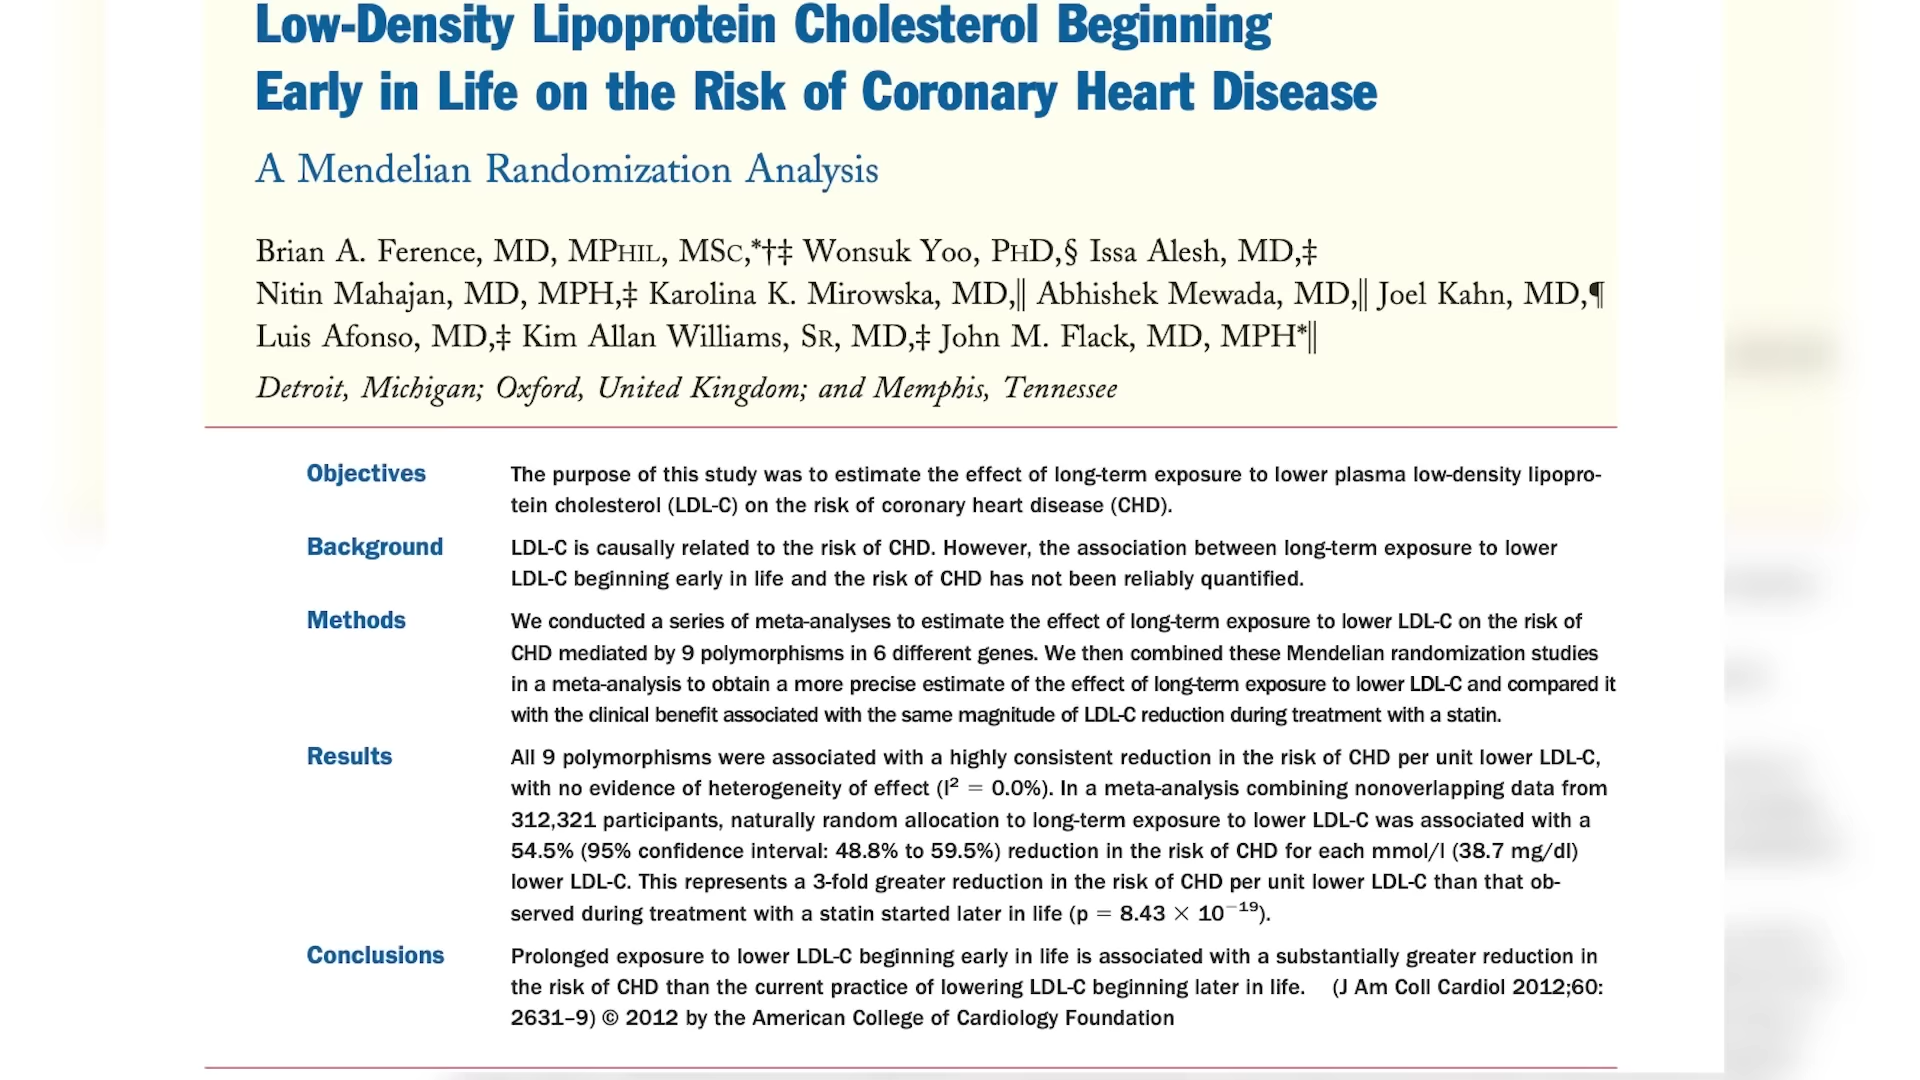 Low-Density Lipoprotein Cholesterol Beginning
Early in Life on the Risk of Coronary Heart Disease
A Mendelian Randomization Analysis
Brian A. Ference, MD, MPHIL, MSC,*†‡ Wonsuk Yoo, PHD,§ Issa Alesh, MD,‡
Nitin Mahajan, MD, MPH,‡ Karolina K. Mirowska, MD,‖ Abhishek Mewada, MD,‖ Joel Kahn, MD,¶
Luis Afonso, MD,‡ Kim Allan Williams, SR, MD,‡ John M. Flack, MD, MPH*‖
Detroit, Michigan; Oxford, United Kingdom; and Memphis, Tennessee
Objectives The purpose of this study was to estimate the effect of long-term exposure to lower plasma low-density lipopro-
tein cholesterol (LDL-C) on the risk of coronary heart disease (CHD).
Background LDL-C is causally related to the risk of CHD. However, the association between long-term exposure to lower
LDL-C beginning early in life and the risk of CHD has not been reliably quantified.
Methods We conducted a series of meta-analyses to estimate the effect of long-term exposure to lower LDL-C on the risk of
CHD mediated by 9 polymorphisms in 6 different genes. We then combined these Mendelian randomization studies
in a meta-analysis to obtain a more precise estimate of the effect of long-term exposure to lower LDL-C and compared it
with the clinical benefit associated with the same magnitude of LDL-C reduction during treatment with a statin.
Results All 9 polymorphisms were associated with a highly consistent reduction in the risk of CHD per unit lower LDL-C,
with no evidence of heterogeneity of effect (I² = 0.0%). In a meta-analysis combining nonoverlapping data from
312,321 participants, naturally random allocation to long-term exposure to lower LDL-C was associated with a
54.5% (95% confidence interval: 48.8% to 59.5%) reduction in the risk of CHD for each mmol/l (38.7 mg/dl)
lower LDL-C. This represents a 3-fold greater reduction in the risk of CHD per unit lower LDL-C than that ob-
served during treatment with a statin started later in life (p = 8.43 × 10⁻¹⁹).
Conclusions Prolonged exposure to lower LDL-C beginning early in life is associated with a substantially greater reduction in
the risk of CHD than the current practice of lowering LDL-C beginning later in life. (J Am Coll Cardiol 2012;60:
2631–9) © 2012 by the American College of Cardiology Foundation